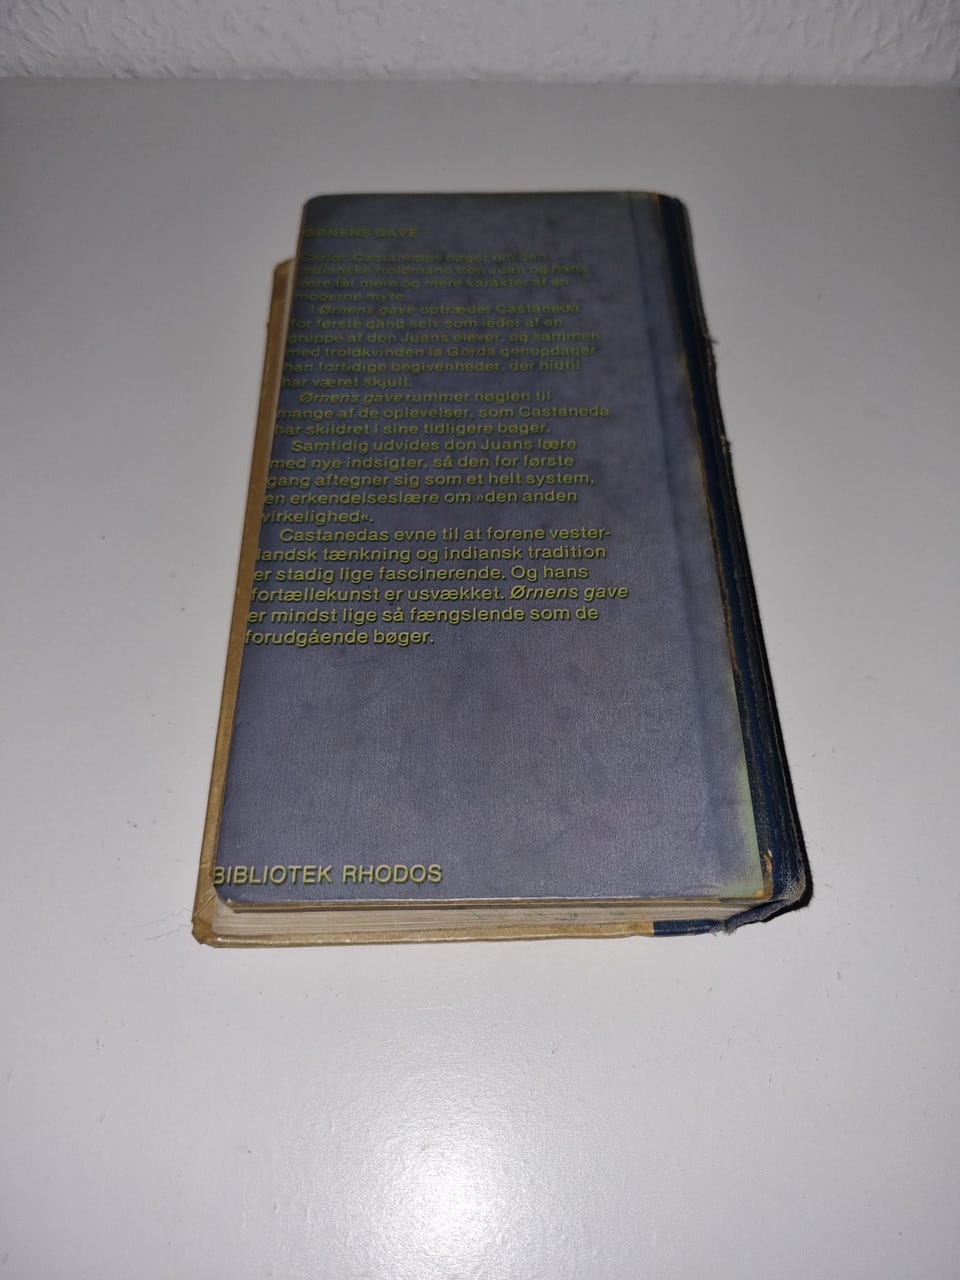 ØRNENS GAVE
Carlos Castanedas bøger om den
indianske troldmand don Juan og hans
lære får mere og mere karakter af en
moderne myte.
I Ørnens gave optræder Castaneda
for første gang selv som leder af en
gruppe af don Juans elever, og sammen
med troldkvinden la Gorda genopdager
han fortidige begivenheder, der hidtil
har været skjult.
Ørnens gave rummer nøglen til
mange af de oplevelser, som Castaneda
har skildret i sine tidligere bøger.
Samtidig udvides don Juans lære
med nye indsigter, så den for første
gang aftegner sig som et helt system,
en erkendelseslære om »den anden
virkelighed«.
Castanedas evne til at forene vester-
landsk tænkning og indiansk tradition
er stadig lige fascinerende. Og hans
fortællekunst er usvækket. Ørnens gave
er mindst lige så fængslende som de
forudgående bøger.
BIBLIOTEK RHODOS